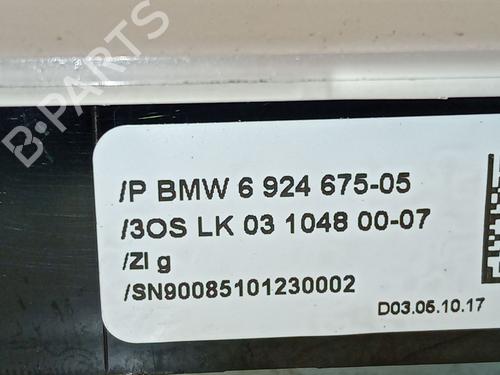 B-PARTS
/P BMW 6 924 675-05
/3OS LK 03 1048 00-07
/ZI g
/SN90085101230002
D03.05.10.17